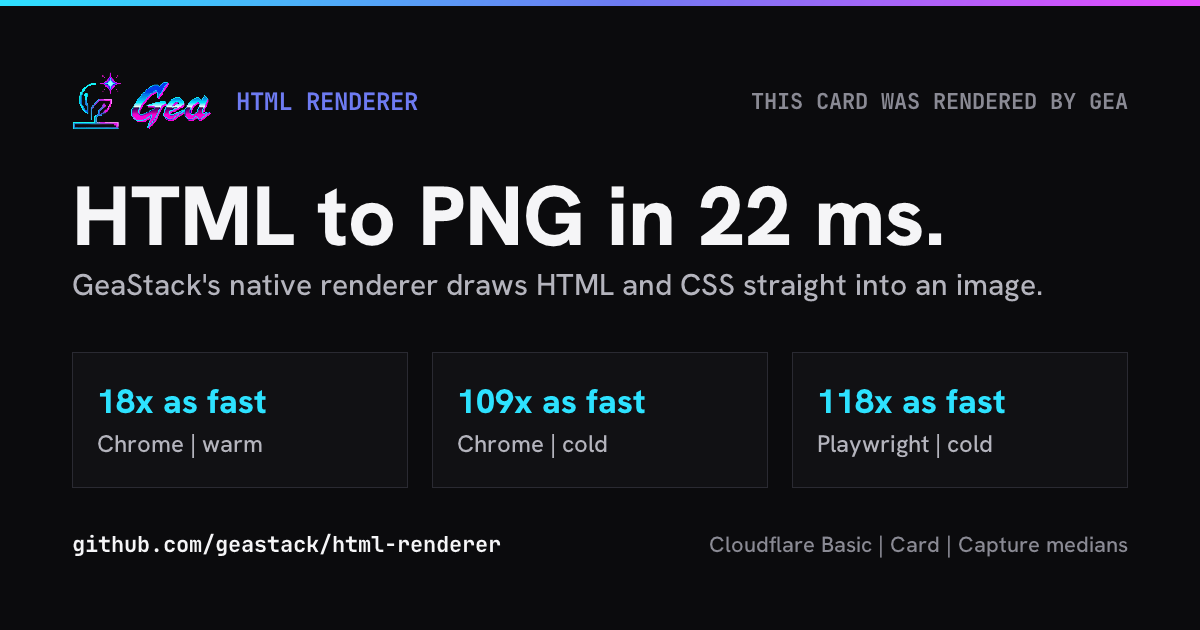 Gea HTML RENDERER
THIS CARD WAS RENDERED BY GEA
HTML to PNG in 22 ms.
GeaStack's native renderer draws HTML and CSS straight into an image.
18x as fast
Chrome | warm
109x as fast
Chrome | cold
118x as fast
Playwright | cold
github.com/geastack/html-renderer
Cloudflare Basic | Card | Capture medians